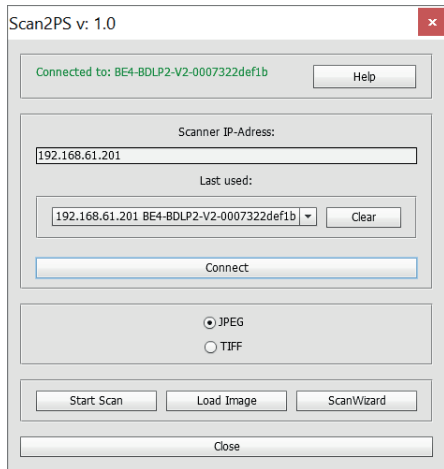 Scan2PS v: 1.0
Connected to: BE4-BDLP2-V2-0007322def1b
Help
Scanner IP-Adress:
192.168.61.201
Last used:
192.168.61.201 BE4-BDLP2-V2-0007322def1b
Clear
Connect
JPEG
TIFF
Start Scan Load Image ScanWizard
Close